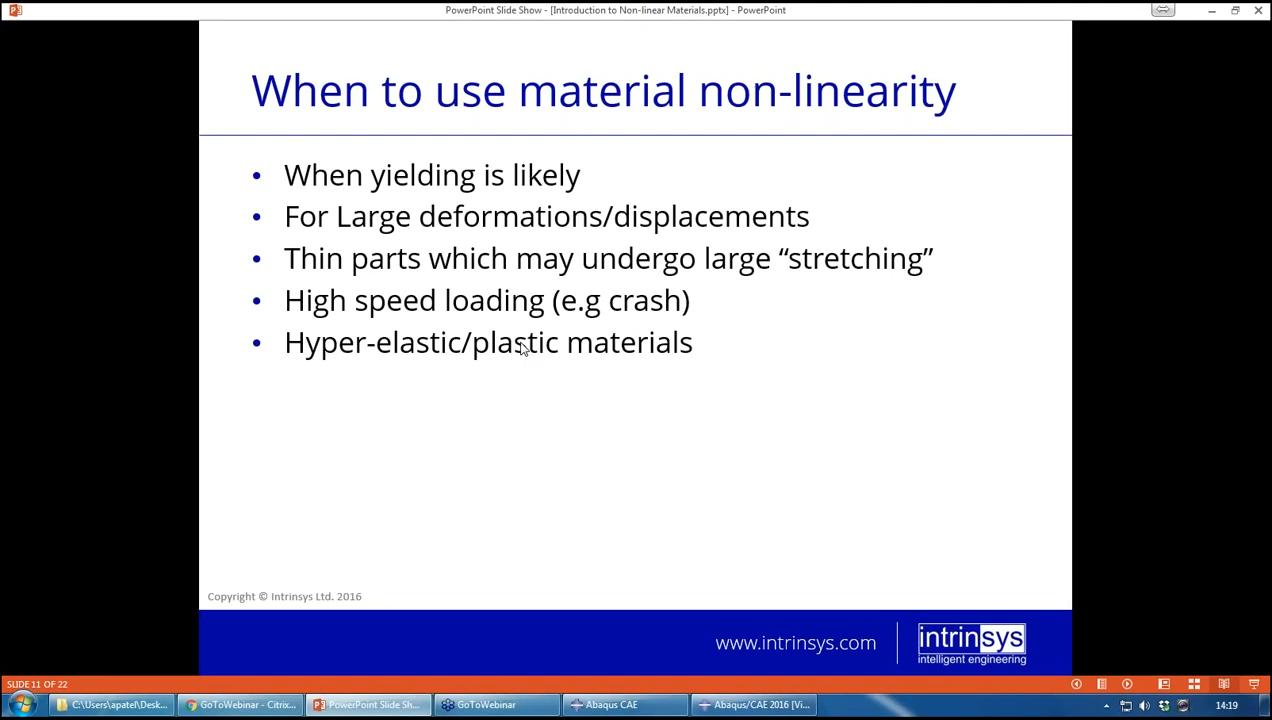 PowerPoint Slide Show - [Introduction to Non-linear Materials.pptx] - PowerPoint
When to use material non-linearity
• When yielding is likely
• For Large deformations/displacements
• Thin parts which may undergo large “stretching”
• High speed loading (e.g crash)
• Hyper-elastic/plastic materials
Copyright © Intrinsys Ltd. 2016
www.intrinsys.com
intrinsys
intelligent engineering
SLIDE 11 OF 22
C:\Users\apatel\Desk...
GoToWebinar - Citrix...
PowerPoint Slide Sh...
GoToWebinar
Abaqus CAE
Abaqus/CAE 2016 [Vi...
14:19